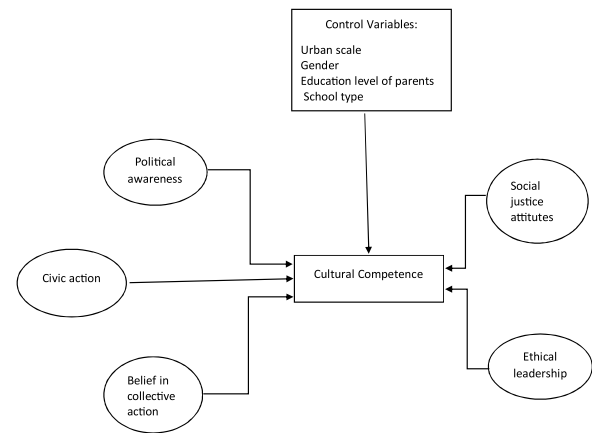 Control Variables:
Urban scale
Gender
Education level of parents
School type
Political
awareness
Social
justice
attitutes
Civic action
Cultural Competence
Belief in
collective
action
Ethical
leadership